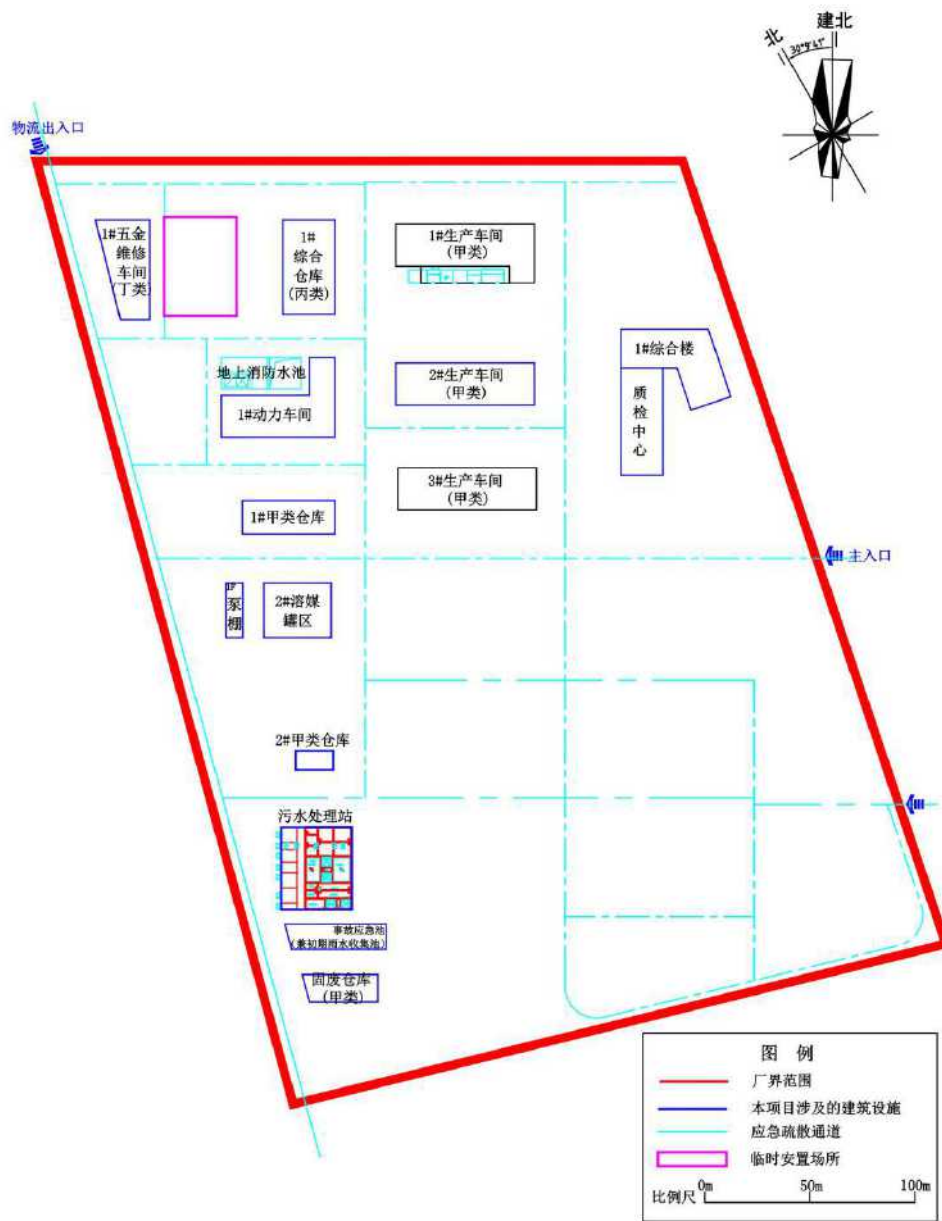 建北
北
30°9'41"
物流出入口
1#五金
维修
车间
(丁类)
1#
综合
仓库
(丙类)
1#生产车间
(甲类)
1#综合楼
地上消防水池
2#生产车间
(甲类)
1#动力车间
质
检
中
心
3#生产车间
(甲类)
1#甲类仓库
主入口
泵
棚
2#溶媒
罐区
2#甲类仓库
污水处理站
事故应急池
(兼初期雨水收集池)
固废仓库
(甲类)
图 例
厂界范围
本项目涉及的建筑设施
应急疏散通道
临时安置场所
比例尺
0m 50m 100m